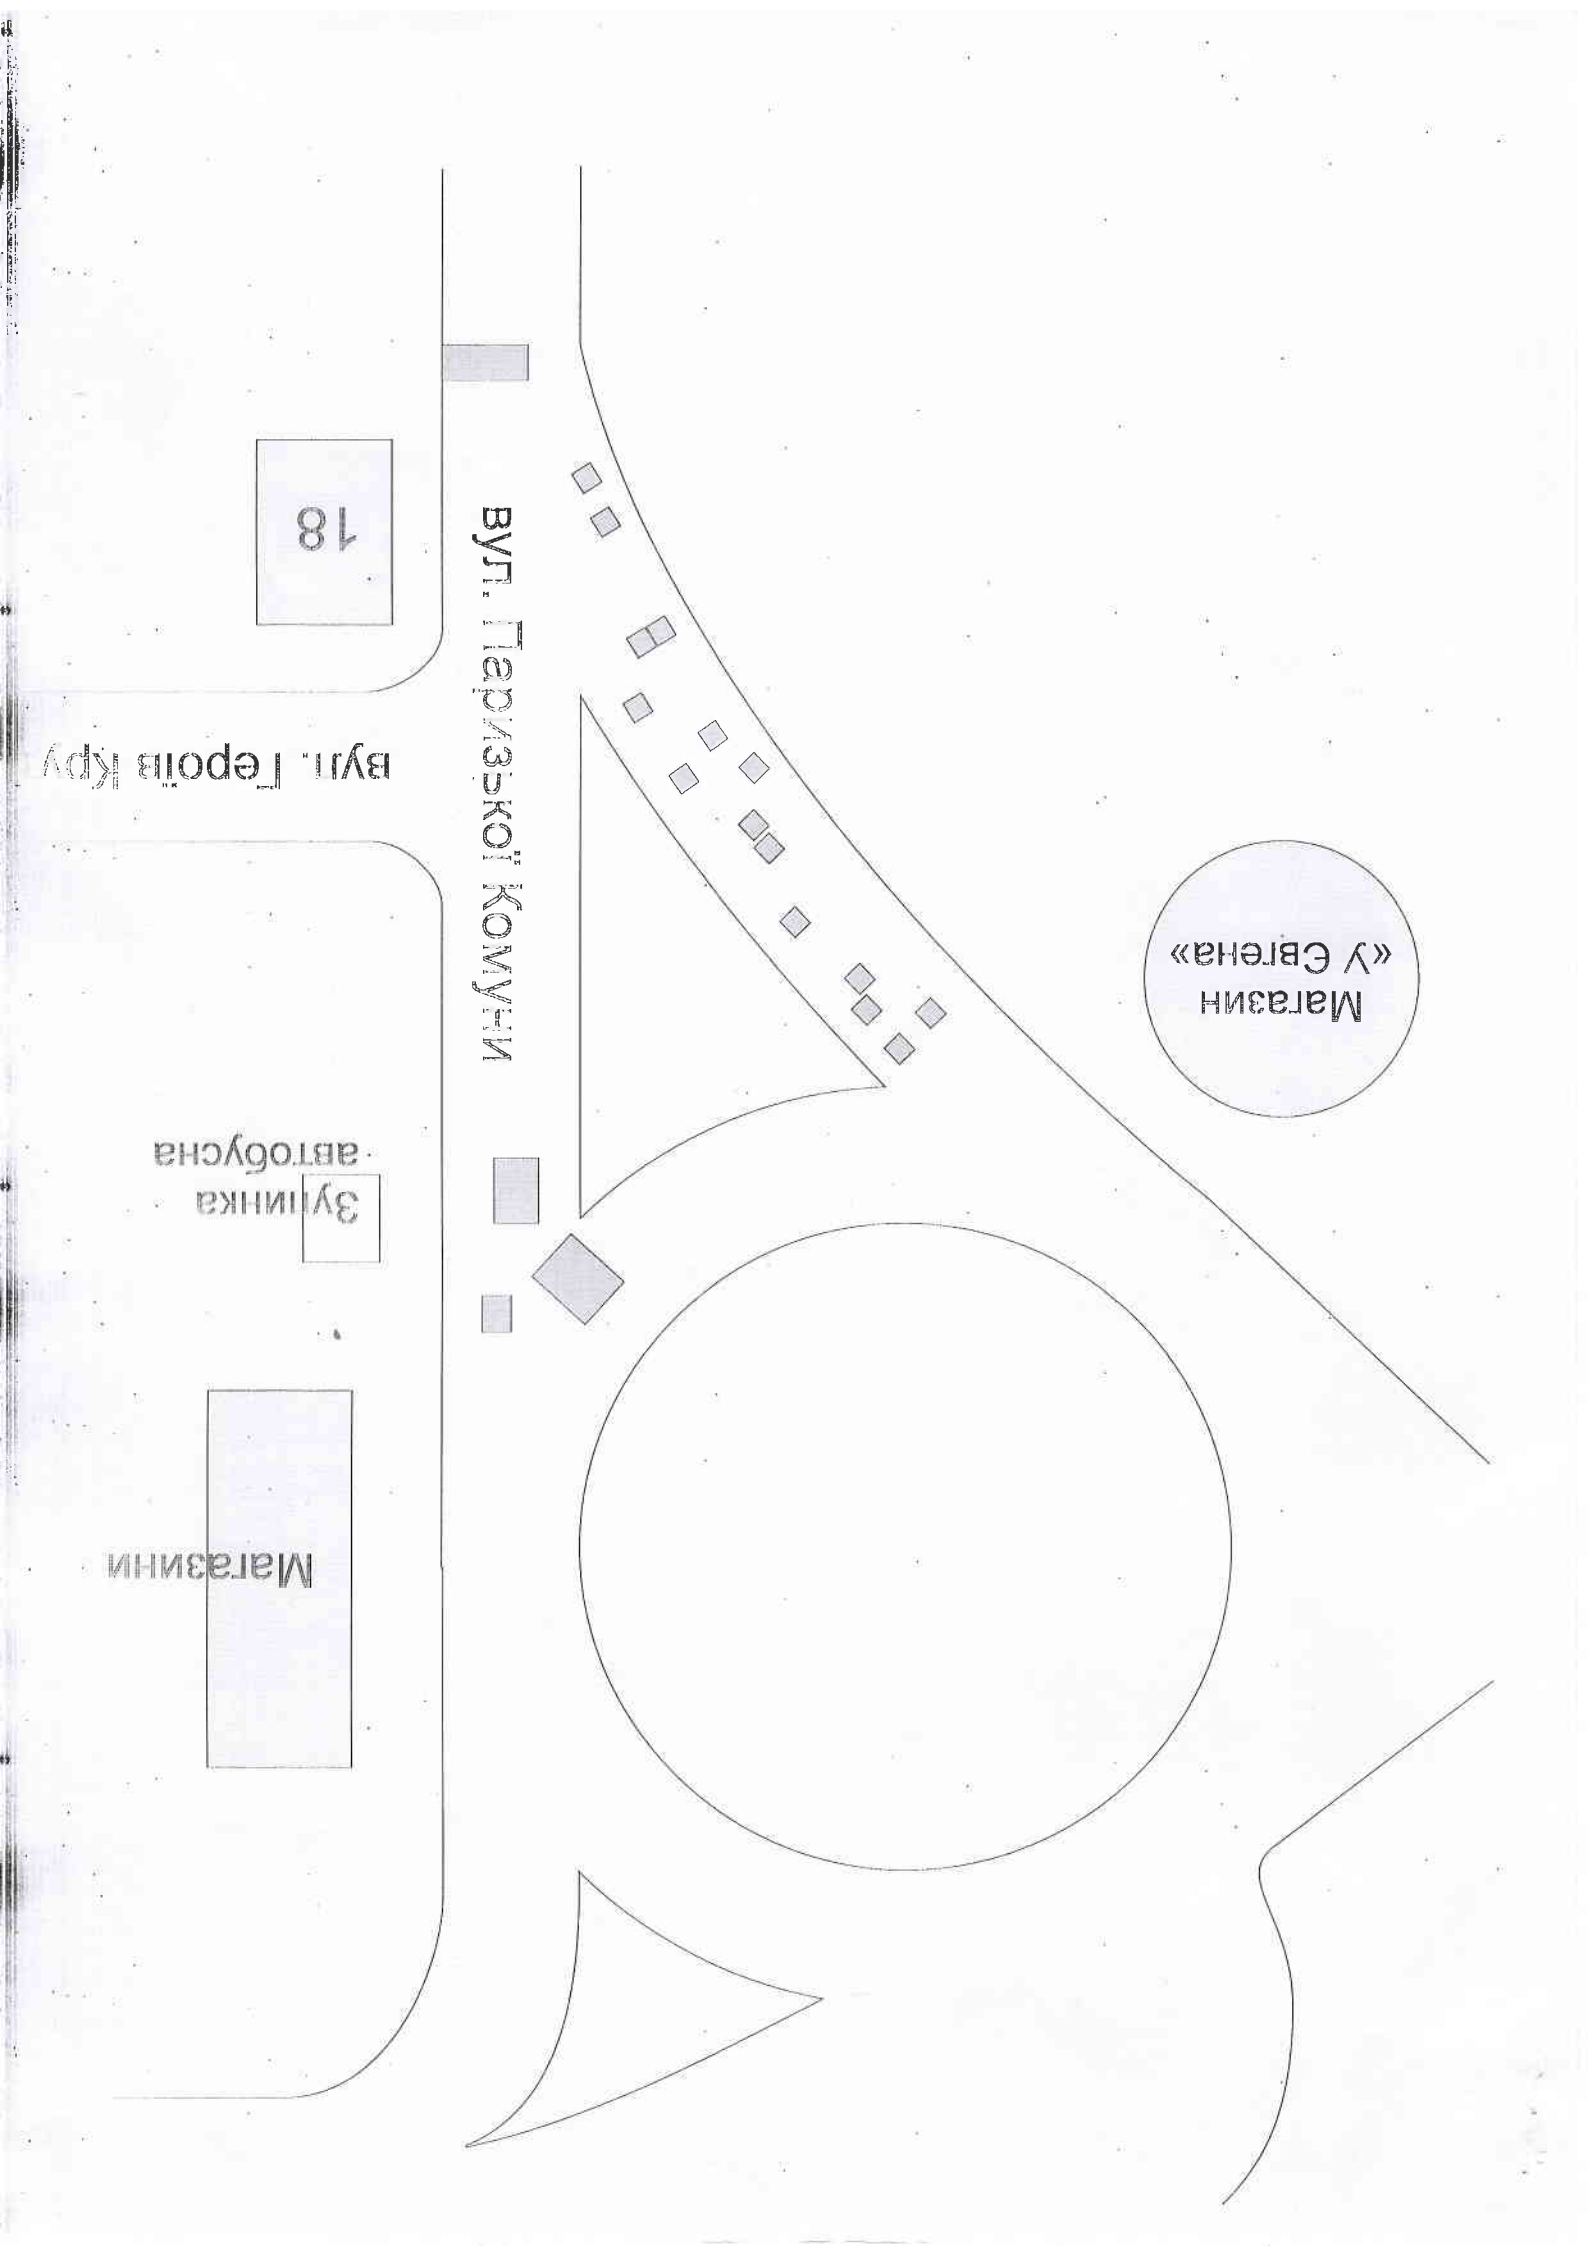 Магазини
Зупинка
автобусна
Магазин
«У Євгена»
вул. Паризької Комуни
вул. Героїв Кру
18